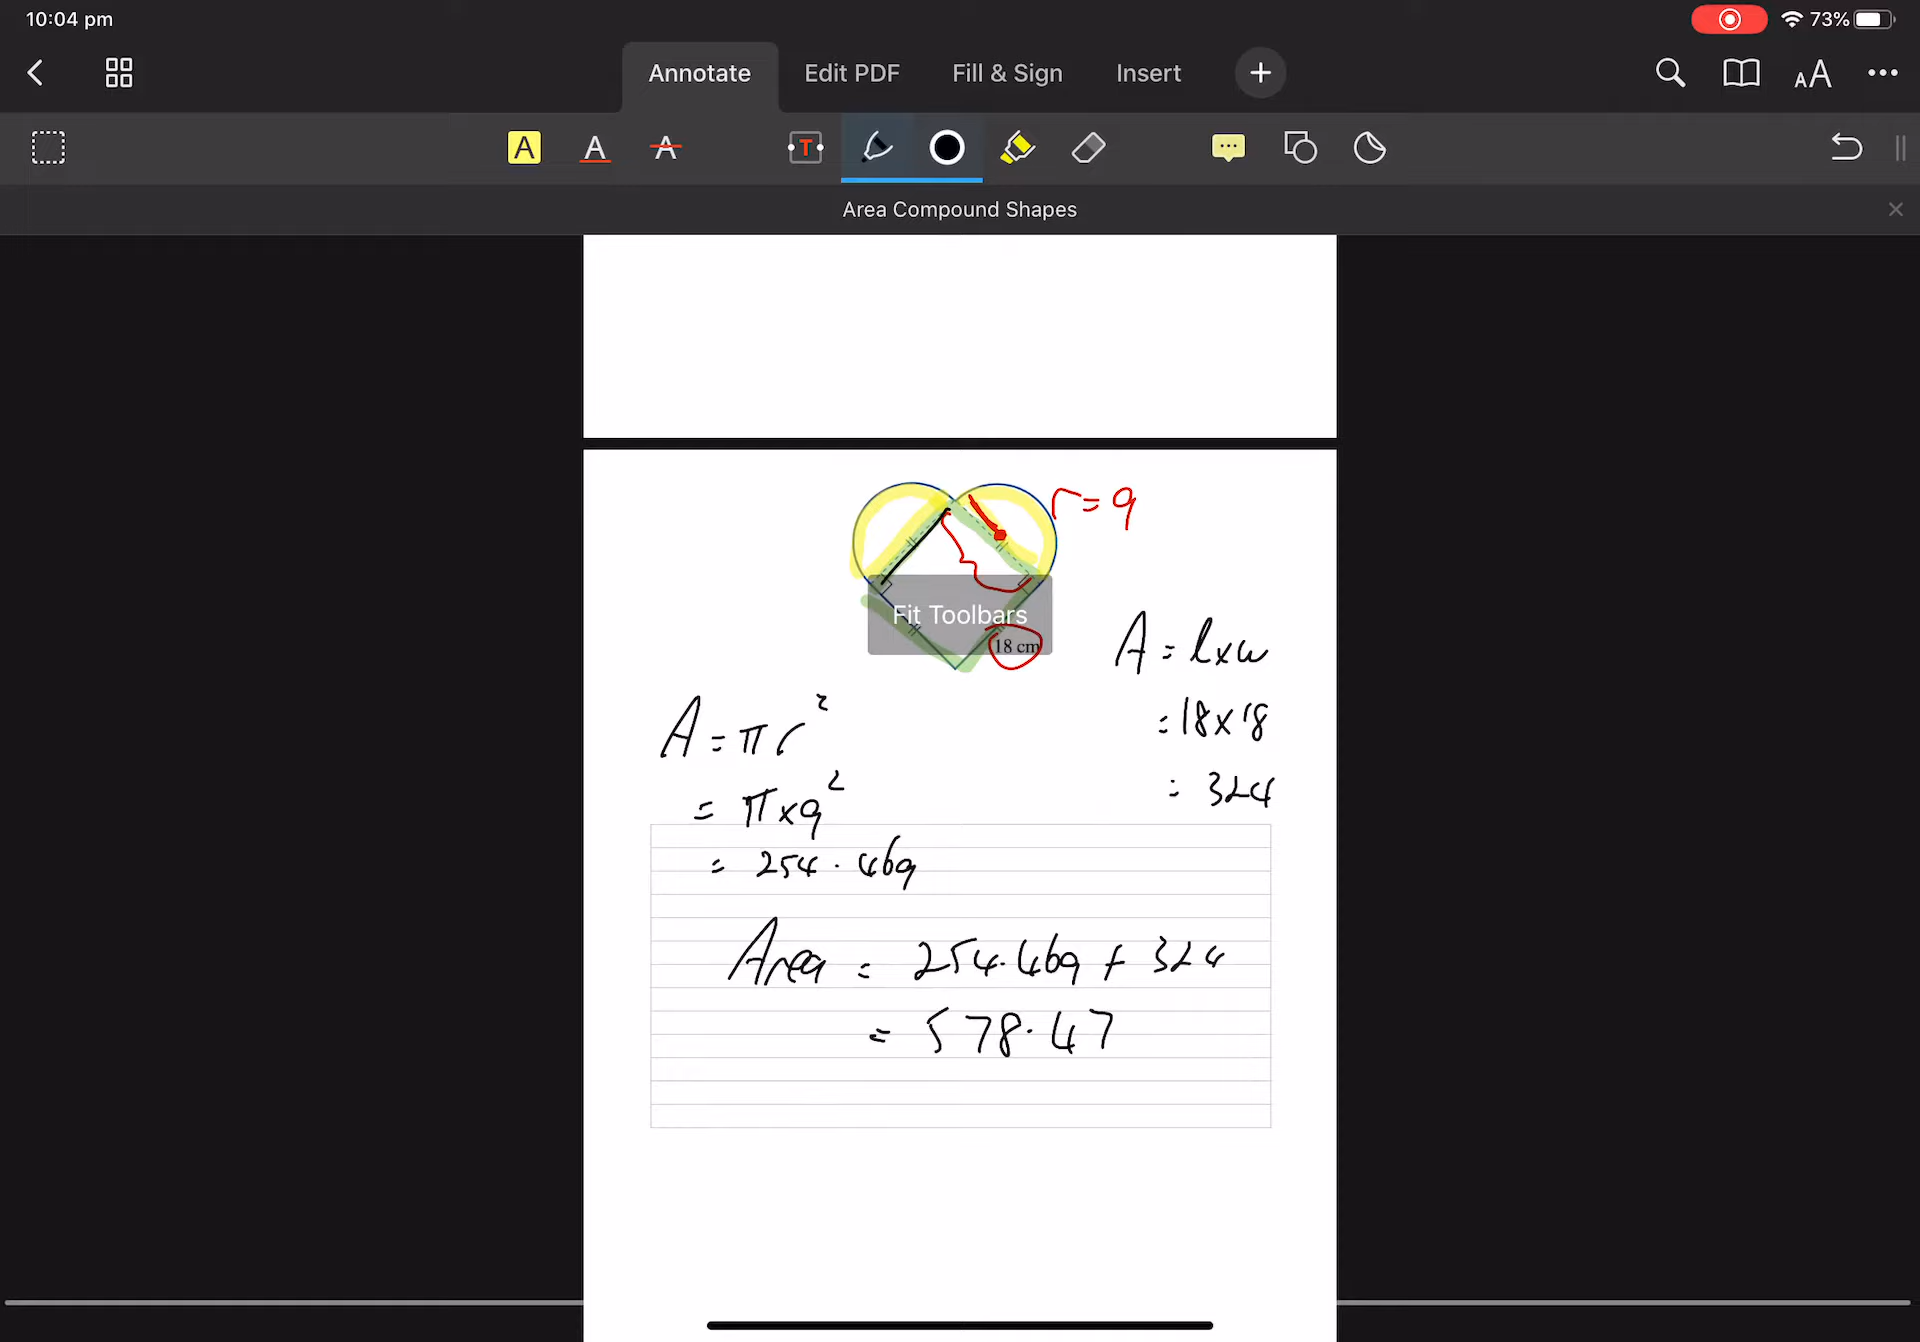 10:04 pm
73%
Annotate
Edit PDF
Fill & Sign
Insert
AA
A
A
A
T
Area Compound Shapes
r = 9
Fit Toolbars
18 cm
A = l x w
= 18 x 18
= 324
A = π r²
= π x 9²
= 254.469
Area = 254.469 + 324
= 578.47